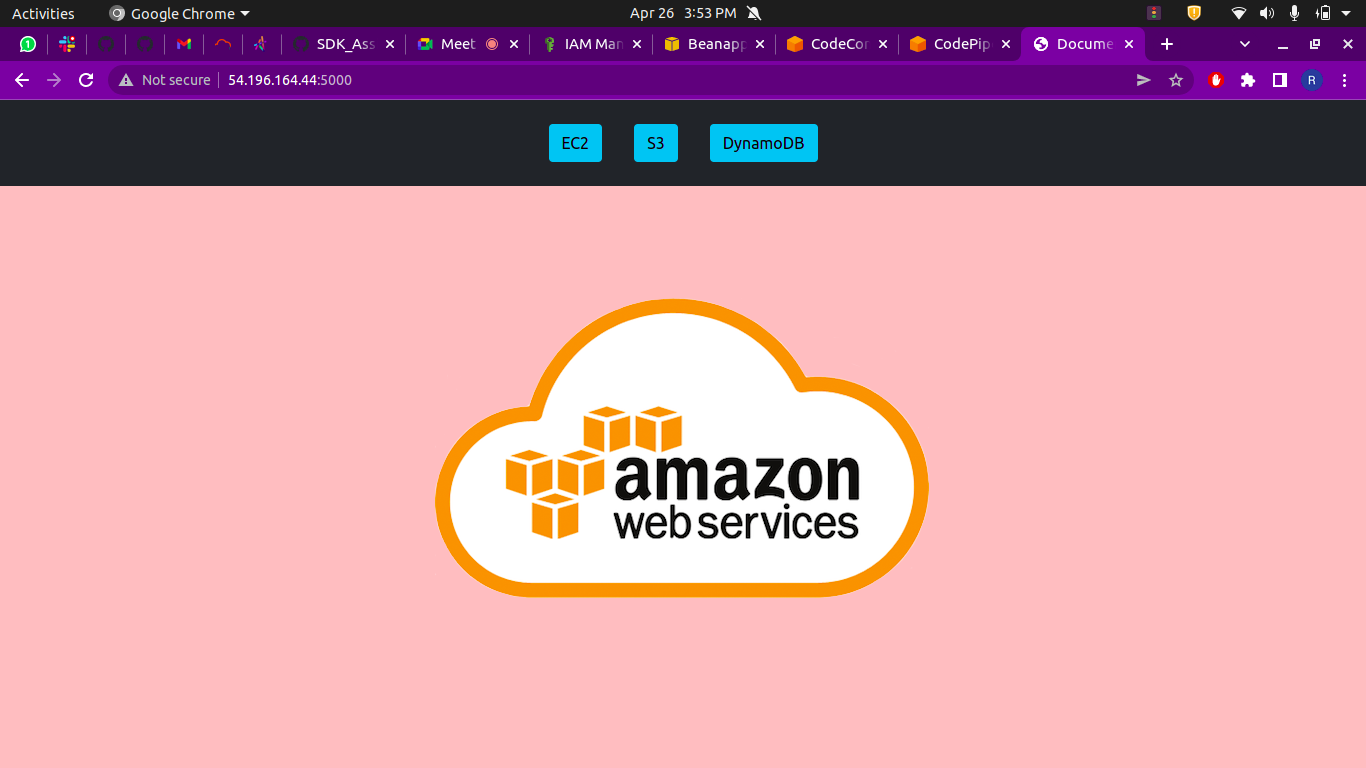 Activities Google Chrome Apr 26 3:53 PM
1 SDK_Ass Meet IAM Man Beanapp CodeCor CodePip Docume
Not secure 54.196.164.44:5000 R
EC2 S3 DynamoDB
amazon
web services